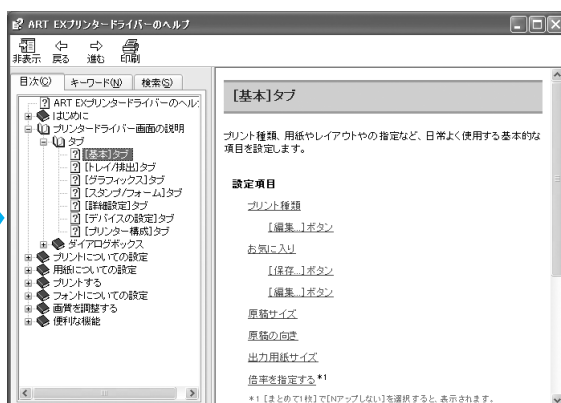 ART EXプリンタードライバーのヘルプ
非表示 戻る 進む 印刷
目次(C) キーワード(N) 検索(S)
ART EXプリンタードライバーのヘル
はじめに
プリンタードライバー画面の説明
タブ
[基本]タブ
[トレイ/排出]タブ
[グラフィックス]タブ
[スタンプ/フォーム]タブ
[詳細設定]タブ
[デバイスの設定]タブ
[プリンター構成]タブ
ダイアログボックス
プリントについての設定
用紙についての設定
プリントする
フォントについての設定
画質を調整する
便利な機能
[基本]タブ
プリント種類、用紙やレイアウトやの指定など、日常よく使用する基本的な
項目を設定します。
設定項目
プリント種類
[編集...]ボタン
お気に入り
[保存...]ボタン
[編集...]ボタン
原稿サイズ
原稿の向き
出力用紙サイズ
倍率を指定する*1
*1 [まとめて1枚]で[Nアップしない]を選択すると、表示されます。